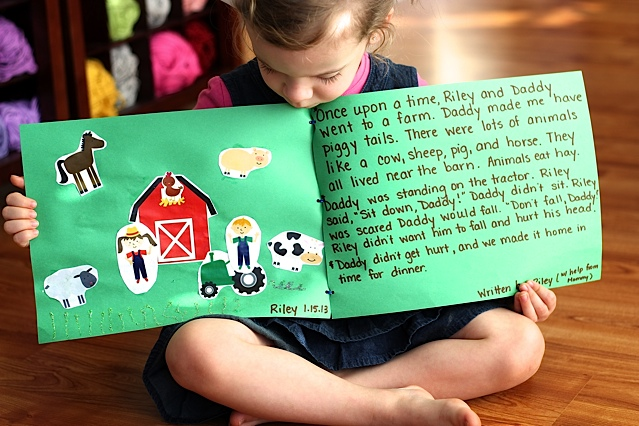 Riley 1.15.13
Once upon a time, Riley and Daddy
went to a farm. Daddy made me have
piggy tails. There were lots of animals
like a cow, sheep, pig, and horse. They
all lived near the barn. Animals eat hay.
Daddy was standing on the tractor. Riley
said, "Sit down, Daddy." Daddy didn't sit. Riley
was scared Daddy would fall. "Don't fall, Daddy."
Riley didn't want him to fall and hurt his head!
Daddy didn't get hurt, and we made it home in
time for dinner.
Written by Riley (w/ help from
Mommy)